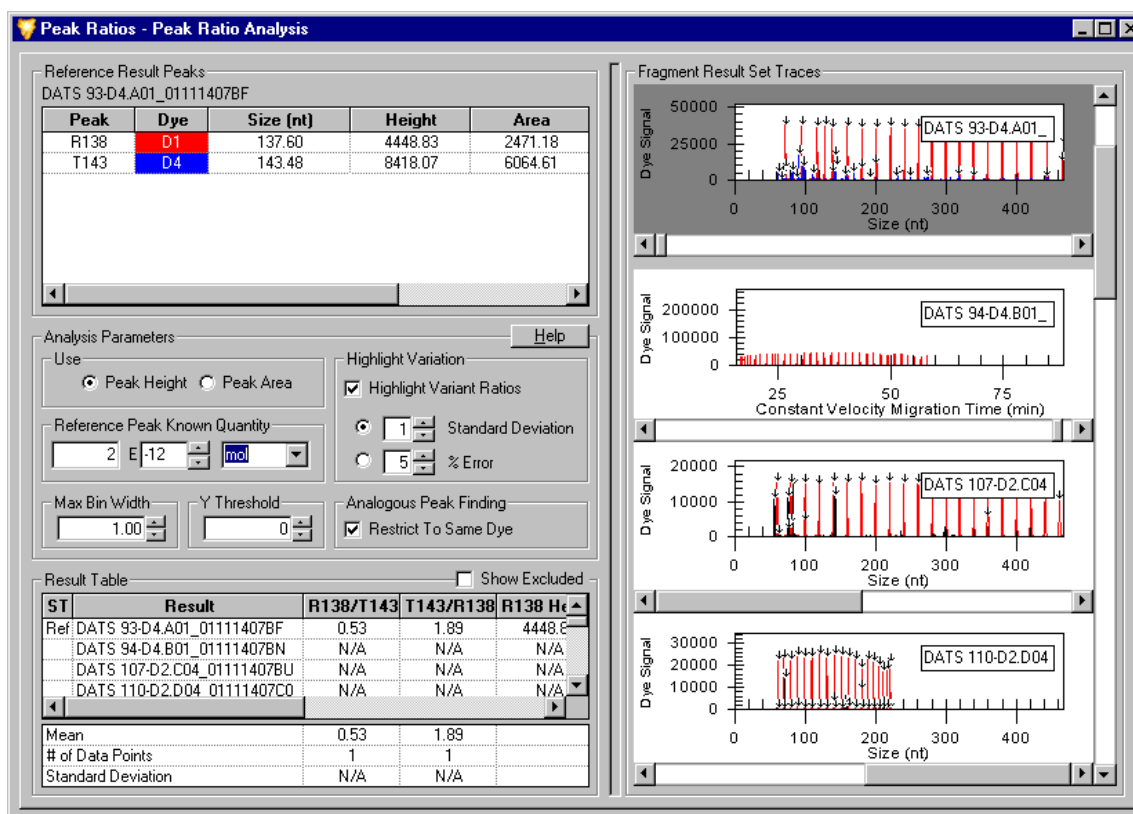 Peak Ratios - Peak Ratio Analysis
Reference Result Peaks
DATS 93-D4.A01_01111407BF
Peak Dye Size (nt) Height Area
R138 D1 137.60 4448.83 2471.18
T143 D4 143.48 8418.07 6064.61
Analysis Parameters
Help
Use
Peak Height Peak Area
Reference Peak Known Quantity
2 E -12 mol
Highlight Variation
Highlight Variant Ratios
1 Standard Deviation
5 % Error
Max Bin Width
1.00
Y Threshold
0
Analogous Peak Finding
Restrict To Same Dye
Result Table
Show Excluded
ST Result R138/T143 T143/R138 R138 He
Ref DATS 93-D4.A01_01111407BF 0.53 1.89 4448.8
DATS 94-D4.B01_01111407BN N/A N/A N/A
DATS 107-D2.C04_01111407BU N/A N/A N/A
DATS 110-D2.D04_01111407C0 N/A N/A N/A
Mean 0.53 1.89
# of Data Points 1 1
Standard Deviation N/A N/A
Fragment Result Set Traces
Dye Signal
50000
25000
0
DATS 93-D4.A01_
0 100 200 300 400
Size (nt)
Dye Signal
200000
100000
0
DATS 94-D4.B01_
25 50 75
Constant Velocity Migration Time (min)
Dye Signal
20000
10000
0
DATS 107-D2.C04
0 100 200 300 400
Size (nt)
Dye Signal
30000
20000
10000
0
DATS 110-D2.D04
0 100 200 300 400
Size (nt)